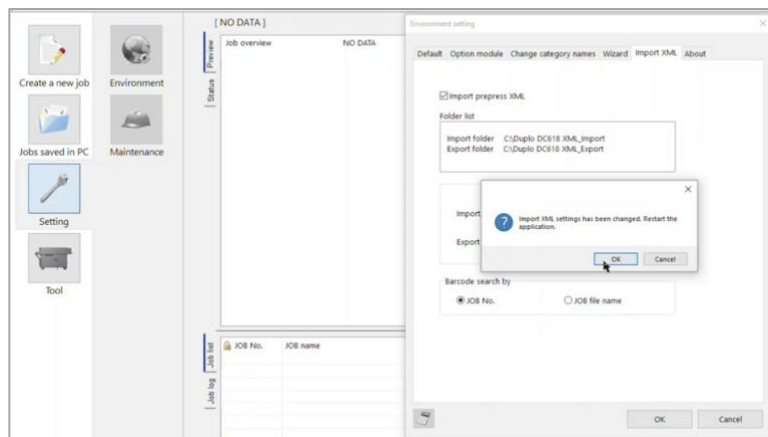 Create a new job
Jobs saved in PC
Setting
Tool
Environment
Maintenance
[ NO DATA ]
Preview
Status
Job overview NO DATA
Job list
Job log
JOB No. JOB name
Environment setting
Default Option module Change category names Wizard Import XML About
Import prepress XML
Folder list
Import folder C:\Duplo DC618 XML_Import
Export folder C:\Duplo DC618 XML_Export
Import
Export
Import XML settings has been changed. Restart the
application.
OK Cancel
Barcode search by
JOB No. JOB file name
OK Cancel